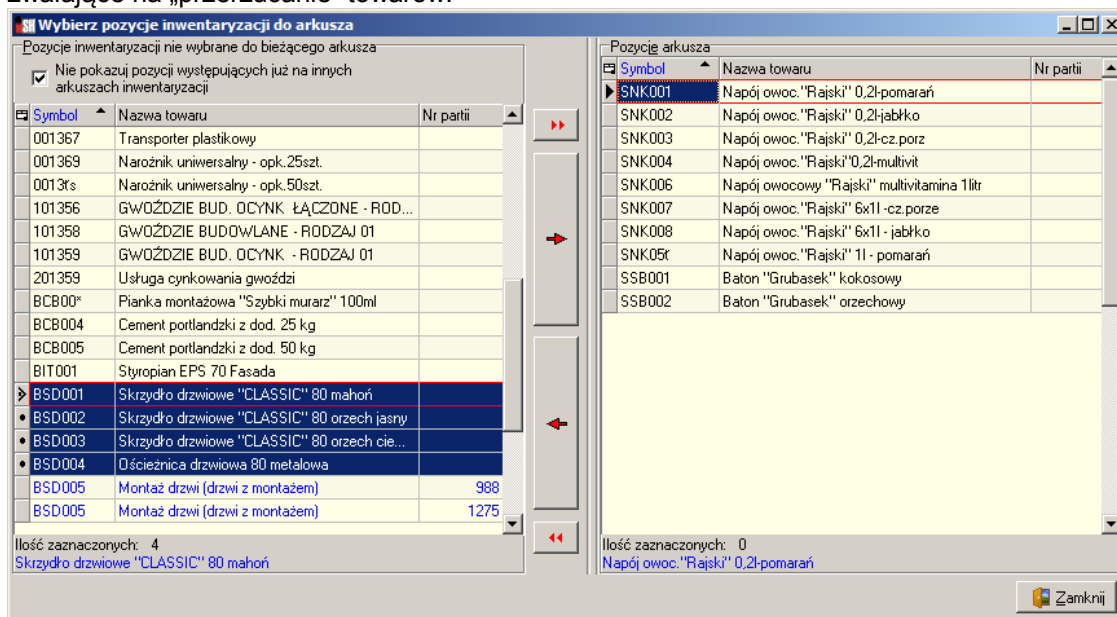 zwalające na „przerzucanie” towarów:
Wybierz pozycje inwentaryzacji do arkusza
Pozycje inwentaryzacji nie wybrane do bieżącego arkusza
Nie pokazuj pozycji występujących już na innych
arkuszach inwentaryzacji
Symbol Nazwa towaru Nr partii
001367 Transporter plastikowy
001369 Narożnik uniwersalny - opk.25szt.
0013ťs Narożnik uniwersalny - opk.50szt.
101356 GWOŹDZIE BUD. OCYNK ŁĄCZONE - ROD...
101358 GWOŹDZIE BUDOWLANE - RODZAJ 01
101359 GWOŹDZIE BUD. OCYNK - RODZAJ 01
201359 Usługa cynkowania gwoździ
BCB00* Pianka montażowa "Szybki murarz" 100ml
BCB004 Cement portlandzki z dod. 25 kg
BCB005 Cement portlandzki z dod. 50 kg
BIT001 Styropian EPS 70 Fasada
BSD001 Skrzydło drzwiowe "CLASSIC" 80 mahoń
BSD002 Skrzydło drzwiowe "CLASSIC" 80 orzech jasny
BSD003 Skrzydło drzwiowe "CLASSIC" 80 orzech cie...
BSD004 Ościeżnica drzwiowa 80 metalowa
BSD005 Montaż drzwi (drzwi z montażem) 988
BSD005 Montaż drzwi (drzwi z montażem) 1275
Ilość zaznaczonych: 4
Skrzydło drzwiowe "CLASSIC" 80 mahoń
Pozycje arkusza
Symbol Nazwa towaru Nr partii
SNK001 Napój owoc."Rajski" 0,2l-pomarań
SNK002 Napój owoc."Rajski" 0,2l-jabłko
SNK003 Napój owoc."Rajski" 0,2l-cz.porz
SNK004 Napój owoc."Rajski"0,2l-multivit
SNK006 Napój owocowy "Rajski" multivitamina 1litr
SNK007 Napój owoc."Rajski" 6x1l -cz.porze
SNK008 Napój owoc."Rajski" 6x1l - jabłko
SNK05ť Napój owoc."Rajski" 1l - pomarań
SSB001 Baton "Grubasek" kokosowy
SSB002 Baton "Grubasek" orzechowy
Ilość zaznaczonych: 0
Napój owoc."Rajski" 0,2l-pomarań
Zamknij